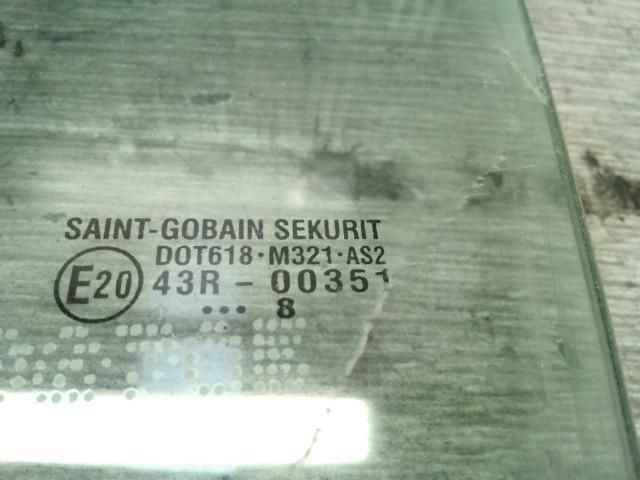 SAINT-GOBAIN SEKURIT
DOT618·M321·AS2
E20 43R - 00351
••• 8